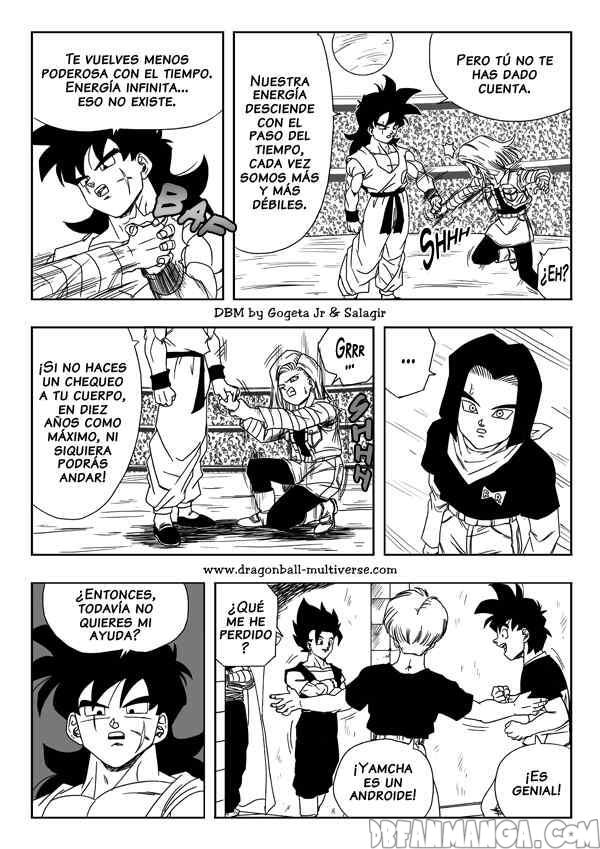 TE VUELVES MENOS
PODEROSA CON EL TIEMPO.
ENERGÍA INFINITA...
ESO NO EXISTE.
BAF
NUESTRA
ENERGÍA
DESCIENDE
CON EL
PASO DEL
TIEMPO,
CADA VEZ
SOMOS MÁS
Y MÁS
DÉBILES.
PERO TÚ NO TE
HAS DADO
CUENTA.
SHHH
¿EH?
DBM by Gogeta Jr & Salagir
¡SI NO HACES
UN CHEQUEO
A TU CUERPO,
EN DIEZ
AÑOS COMO
MÁXIMO, NI
SIQUIERA
PODRÁS
ANDAR!
GRRR
...
SHHH
...
www.dragonball-multiverse.com
¿ENTONCES,
TODAVÍA NO
QUIERES MI
AYUDA?
¿QUÉ
ME HE
PERDIDO
?
¡YAMCHA
ES UN
ANDROIDE!
¡ES
GENIAL!
DBFANMANGA.COM